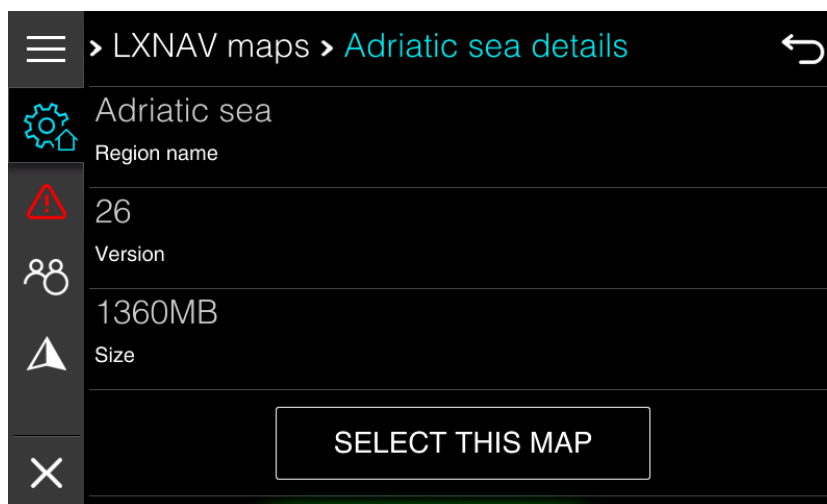 > LXNAV maps > Adriatic sea details
Adriatic sea
Region name
26
Version
1360MB
Size
SELECT THIS MAP